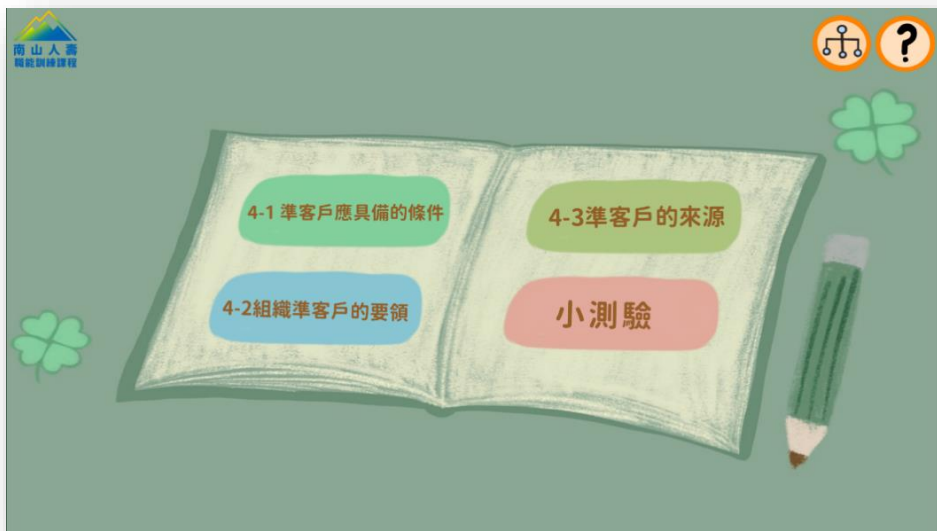 南山人壽
職能訓練課程
?
4-1 準客戶應具備的條件
4-2組織準客戶的要領
4-3準客戶的來源
小測驗